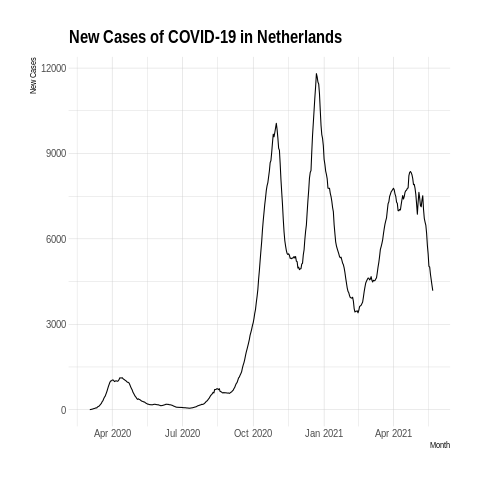 New Cases of COVID-19 in Netherlands
New Cases
12000
9000
6000
3000
0
Apr 2020 Jul 2020 Oct 2020 Jan 2021 Apr 2021
Month